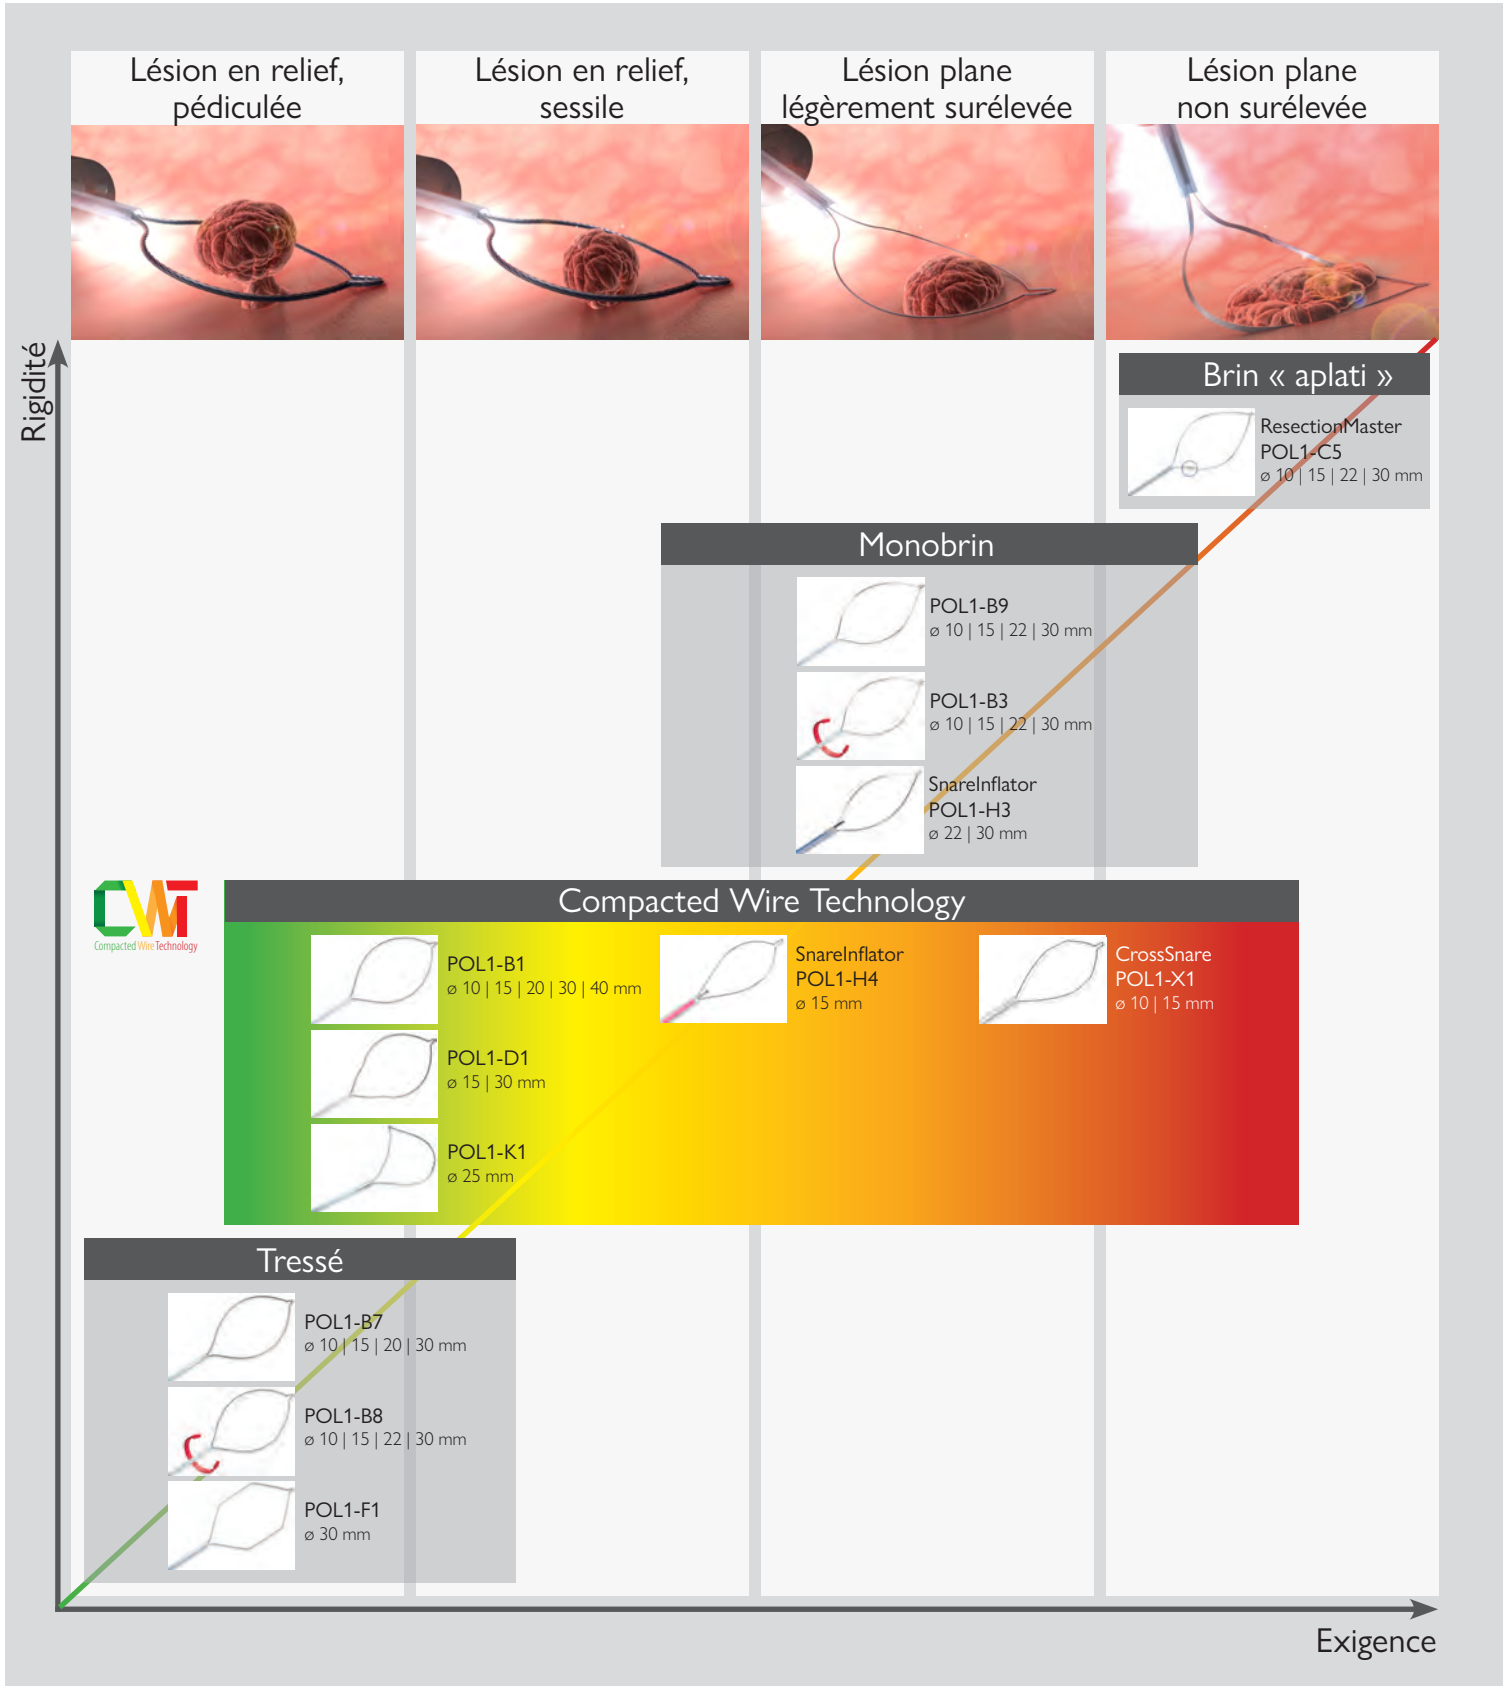 Lésion en relief,
pédiculée
Lésion en relief,
sessile
Lésion plane
légèrement surélevée
Lésion plane
non surélevée
Rigidité
Brin « aplati »
ResectionMaster
POL1-C5
ø 10 | 15 | 22 | 30 mm
Monobrin
POL1-B9
ø 10 | 15 | 22 | 30 mm
POL1-B3
ø 10 | 15 | 22 | 30 mm
SnareInflator
POL1-H3
ø 22 | 30 mm
CWT
Compacted Wire Technology
Compacted Wire Technology
POL1-B1
ø 10 | 15 | 20 | 30 | 40 mm
POL1-D1
ø 15 | 30 mm
POL1-K1
ø 25 mm
SnareInflator
POL1-H4
ø 15 mm
CrossSnare
POL1-X1
ø 10 | 15 mm
Tressé
POL1-B7
ø 10 | 15 | 20 | 30 mm
POL1-B8
ø 10 | 15 | 22 | 30 mm
POL1-F1
ø 30 mm
Exigence